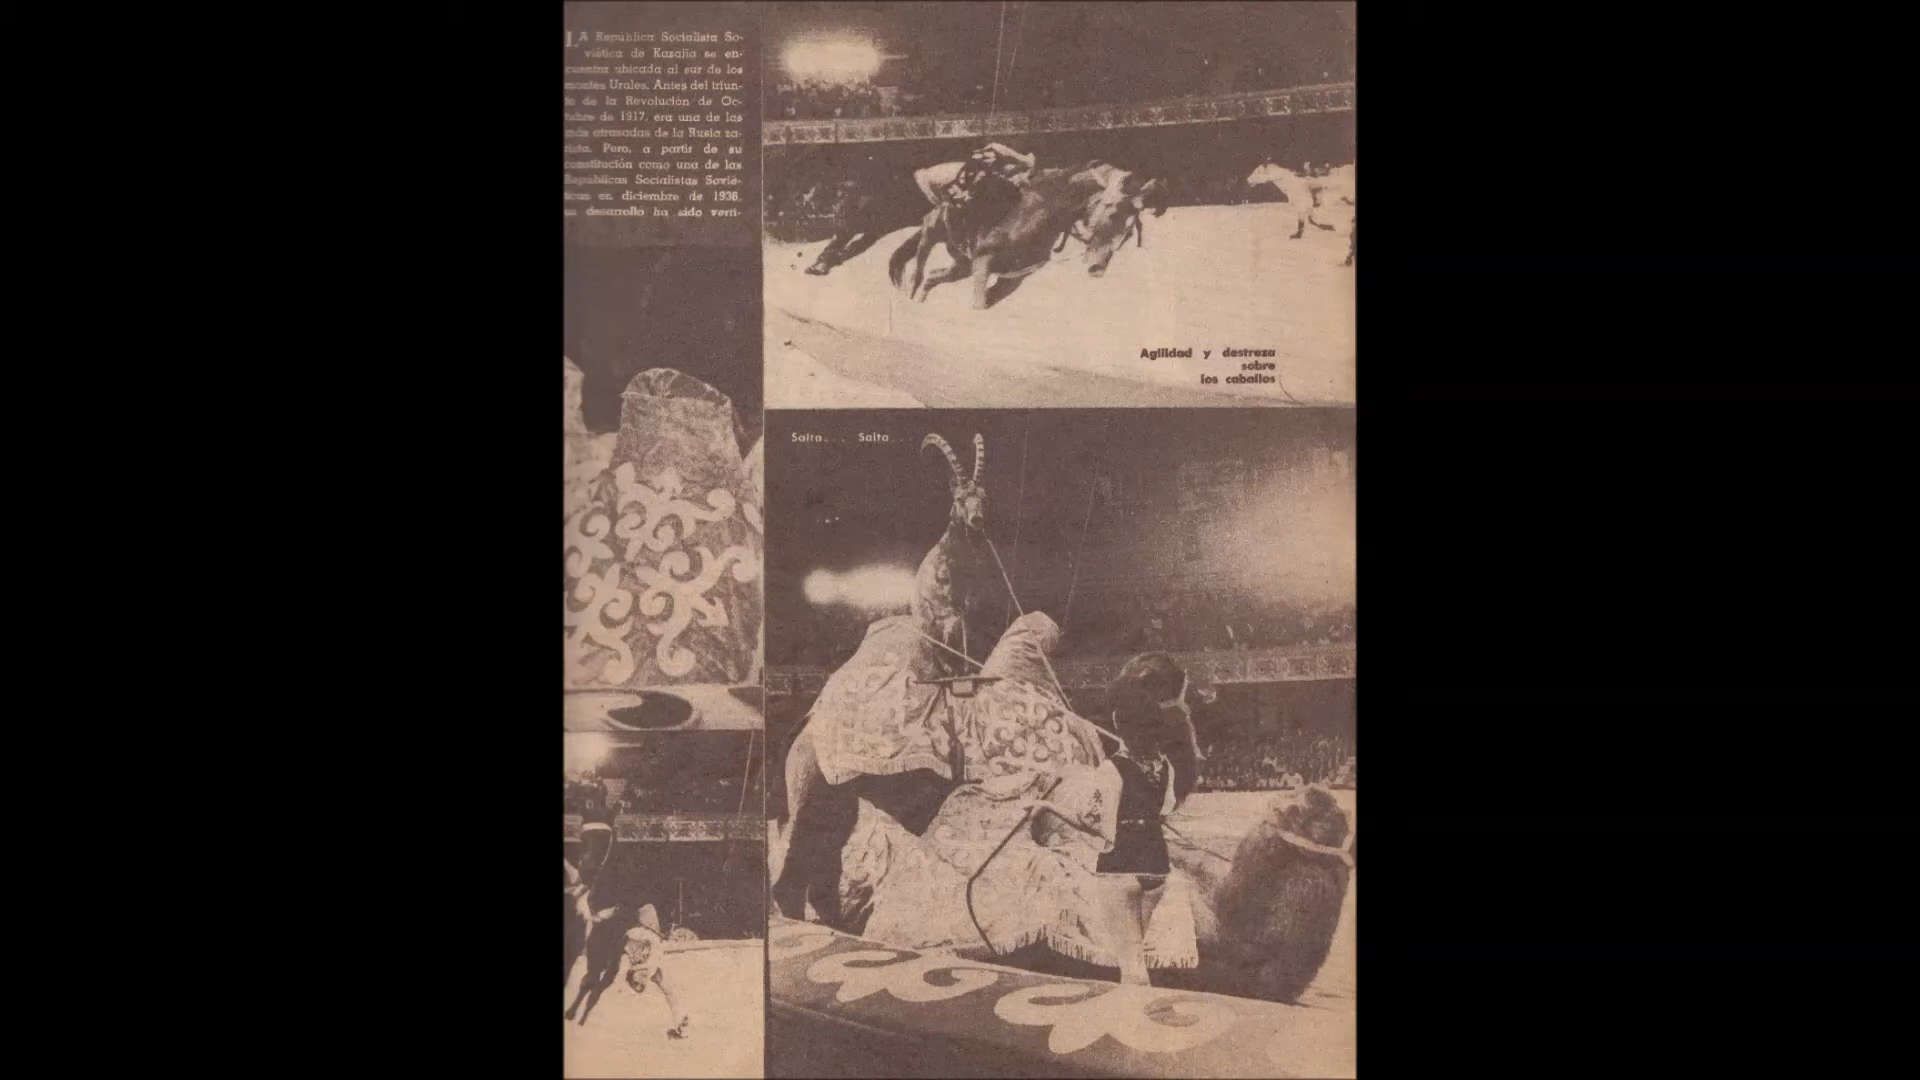 LA República Socialista So-
viética de Kazajia se en-
cuentra ubicada al sur de los
montes Urales. Antes del triun-
fo de la Revolución de Oc-
tubre de 1917, era una de las
más atrasadas de la Rusia za-
rista. Pero, a partir de su
constitución como una de las
Repúblicas Socialistas Sovié-
ticas en diciembre de 1936,
su desarrollo ha sido verti-
Agilidad y destreza
sobre
los caballos
Salta... Salta...